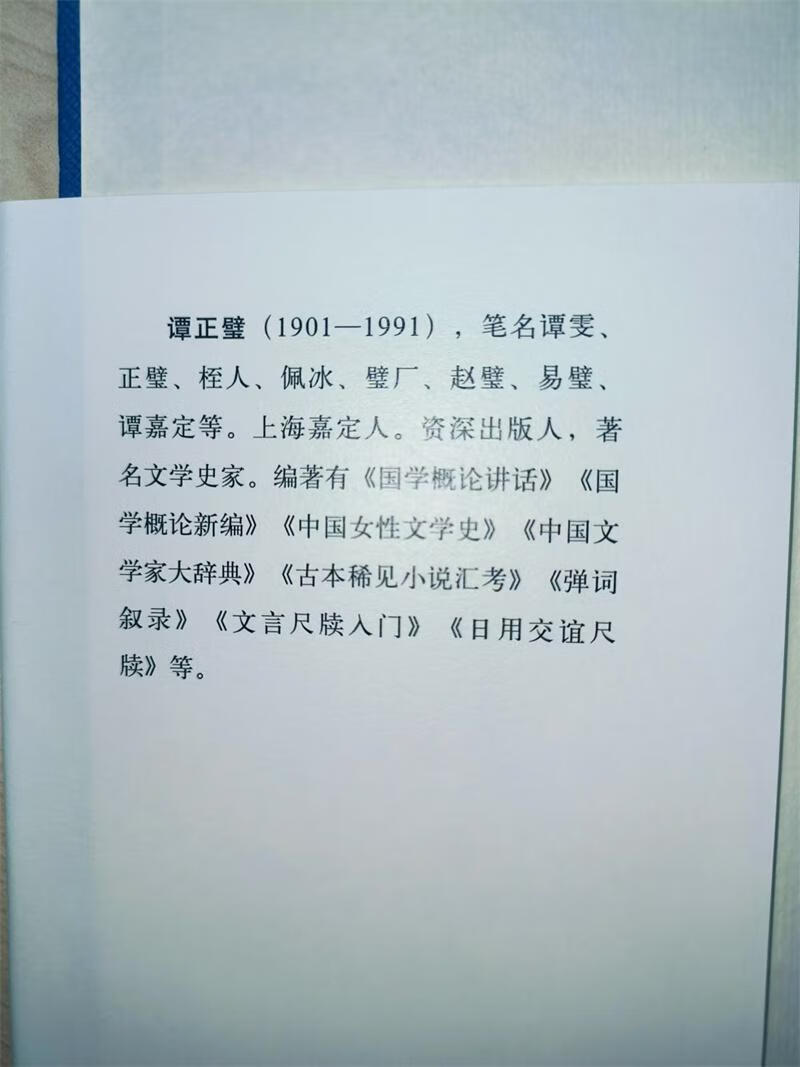 谭正璧（1901—1991），笔名谭雯、
正璧、桎人、佩冰、璧厂、赵璧、易璧、
谭嘉定等。上海嘉定人。资深出版人，著
名文学史家。编著有《国学概论讲话》《国
学概论新编》《中国女性文学史》《中国文
学家大辞典》《古本稀见小说汇考》《弹词
叙录》《文言尺牍入门》《日用交谊尺
牍》等。